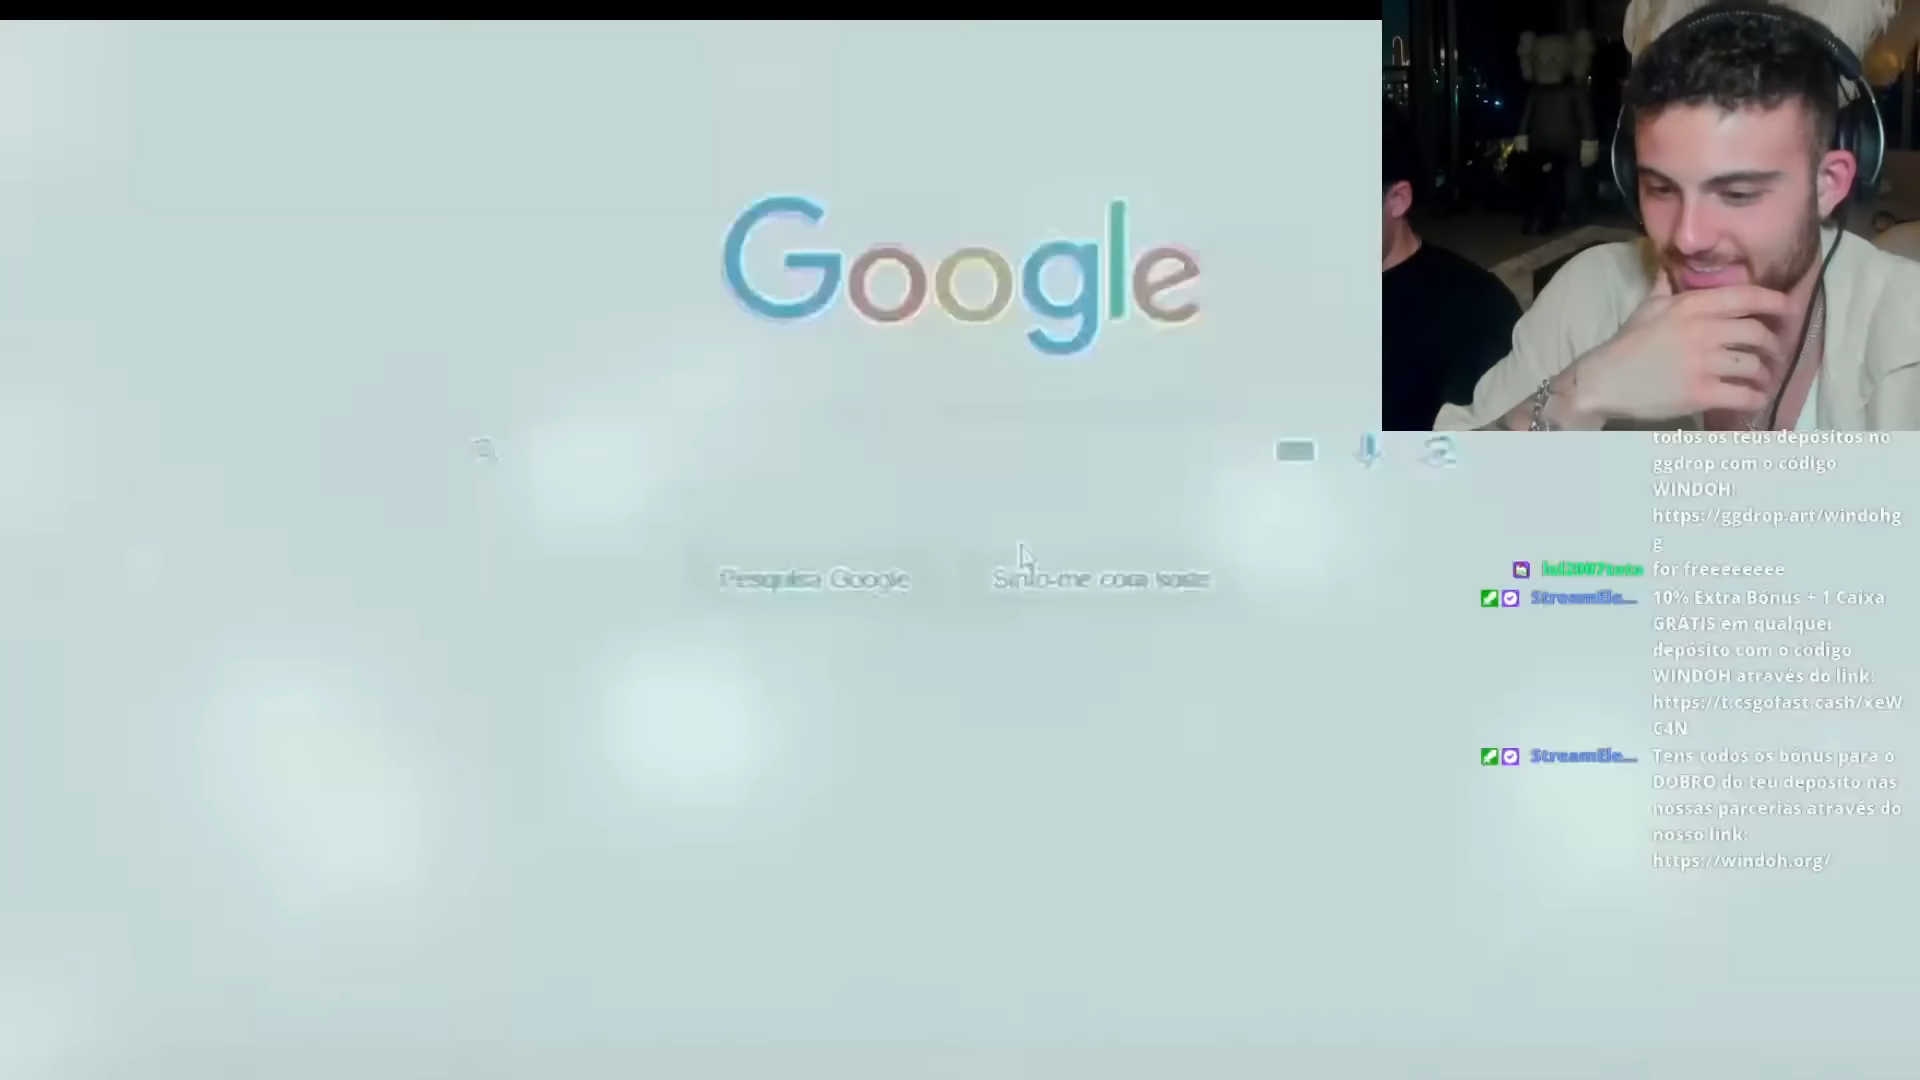 Google
Pesquisa Google
Sinto-me com sorte
todos os teus depósitos no
ggdrop com o código
WINDOH!
https://ggdrop.art/windohg
g
for freeeeeeee
StreamEle... 10% Extra Bónus + 1 Caixa
GRÁTIS em qualquer
depósito com o código
WINDOH através do link:
https://t.csgofast.cash/xeW
C4N
StreamEle... Tens todos os bónus para o
DOBRO do teu depósito nas
nossas parcerias através do
nosso link:
https://windoh.org/